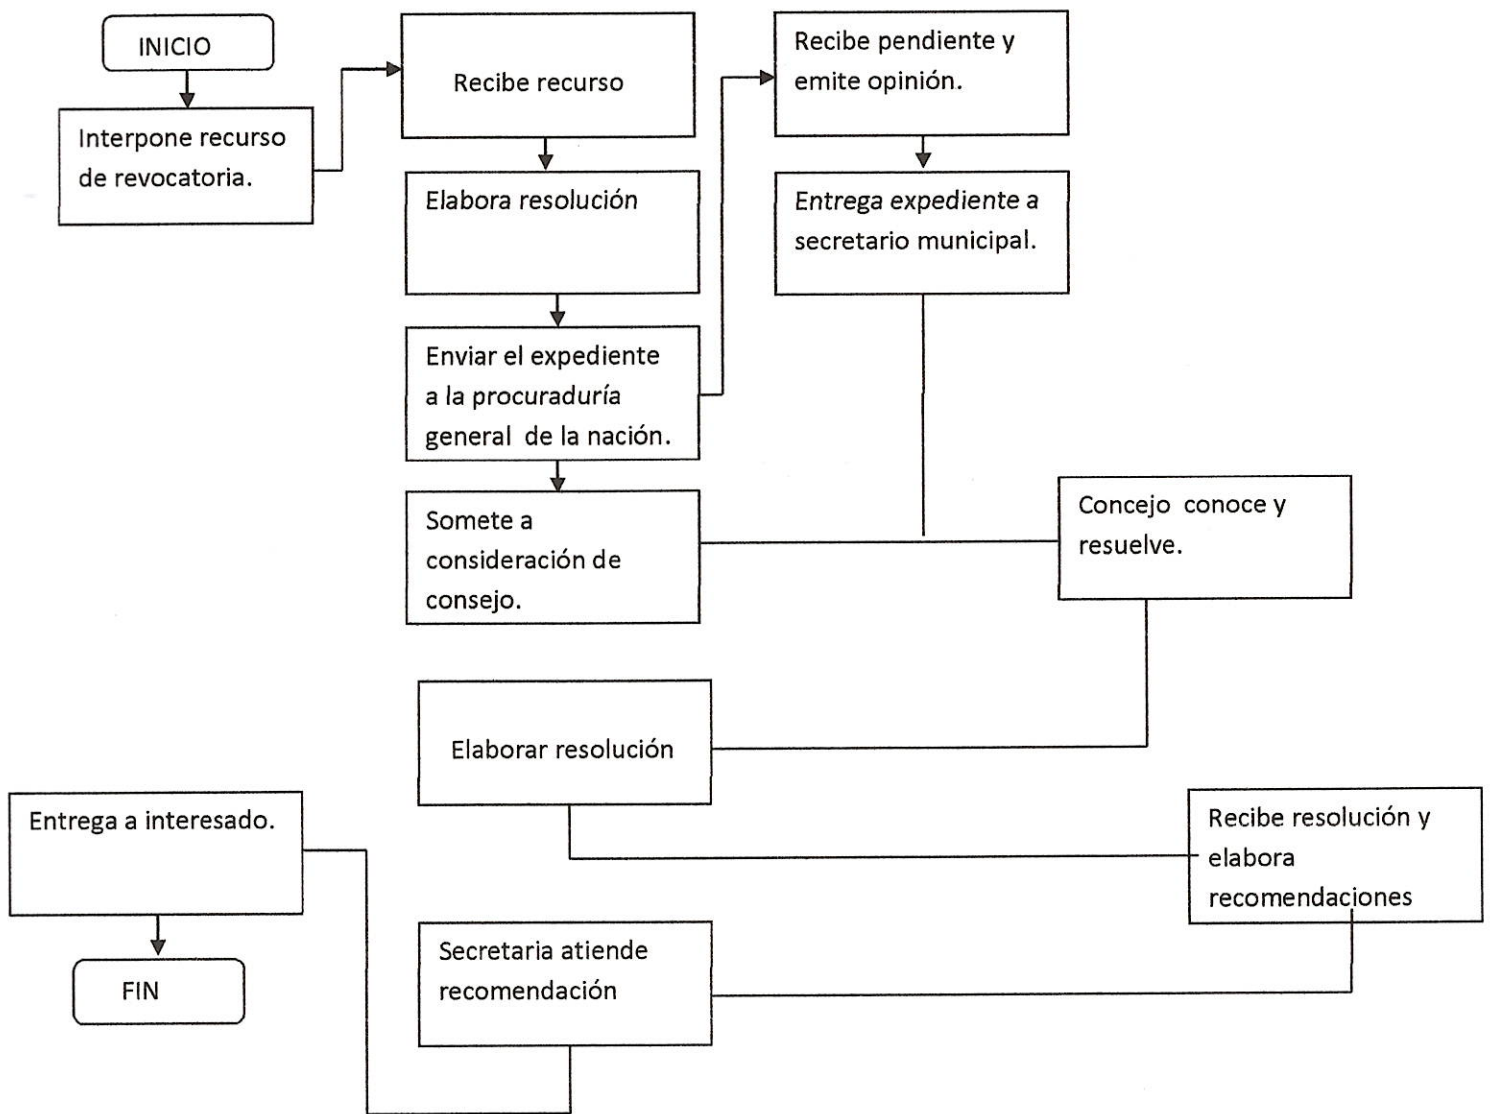 INICIO
Interpone recurso
de revocatoria.
Recibe recurso
Elabora resolución
Enviar el expediente
a la procuraduría
general de la nación.
Somete a
consideración de
consejo.
Recibe pendiente y
emite opinión.
Entrega expediente a
secretario municipal.
Concejo conoce y
resuelve.
Elaborar resolución
Recibe resolución y
elabora
recomendaciones
Secretaria atiende
recomendación
Entrega a interesado.
FIN